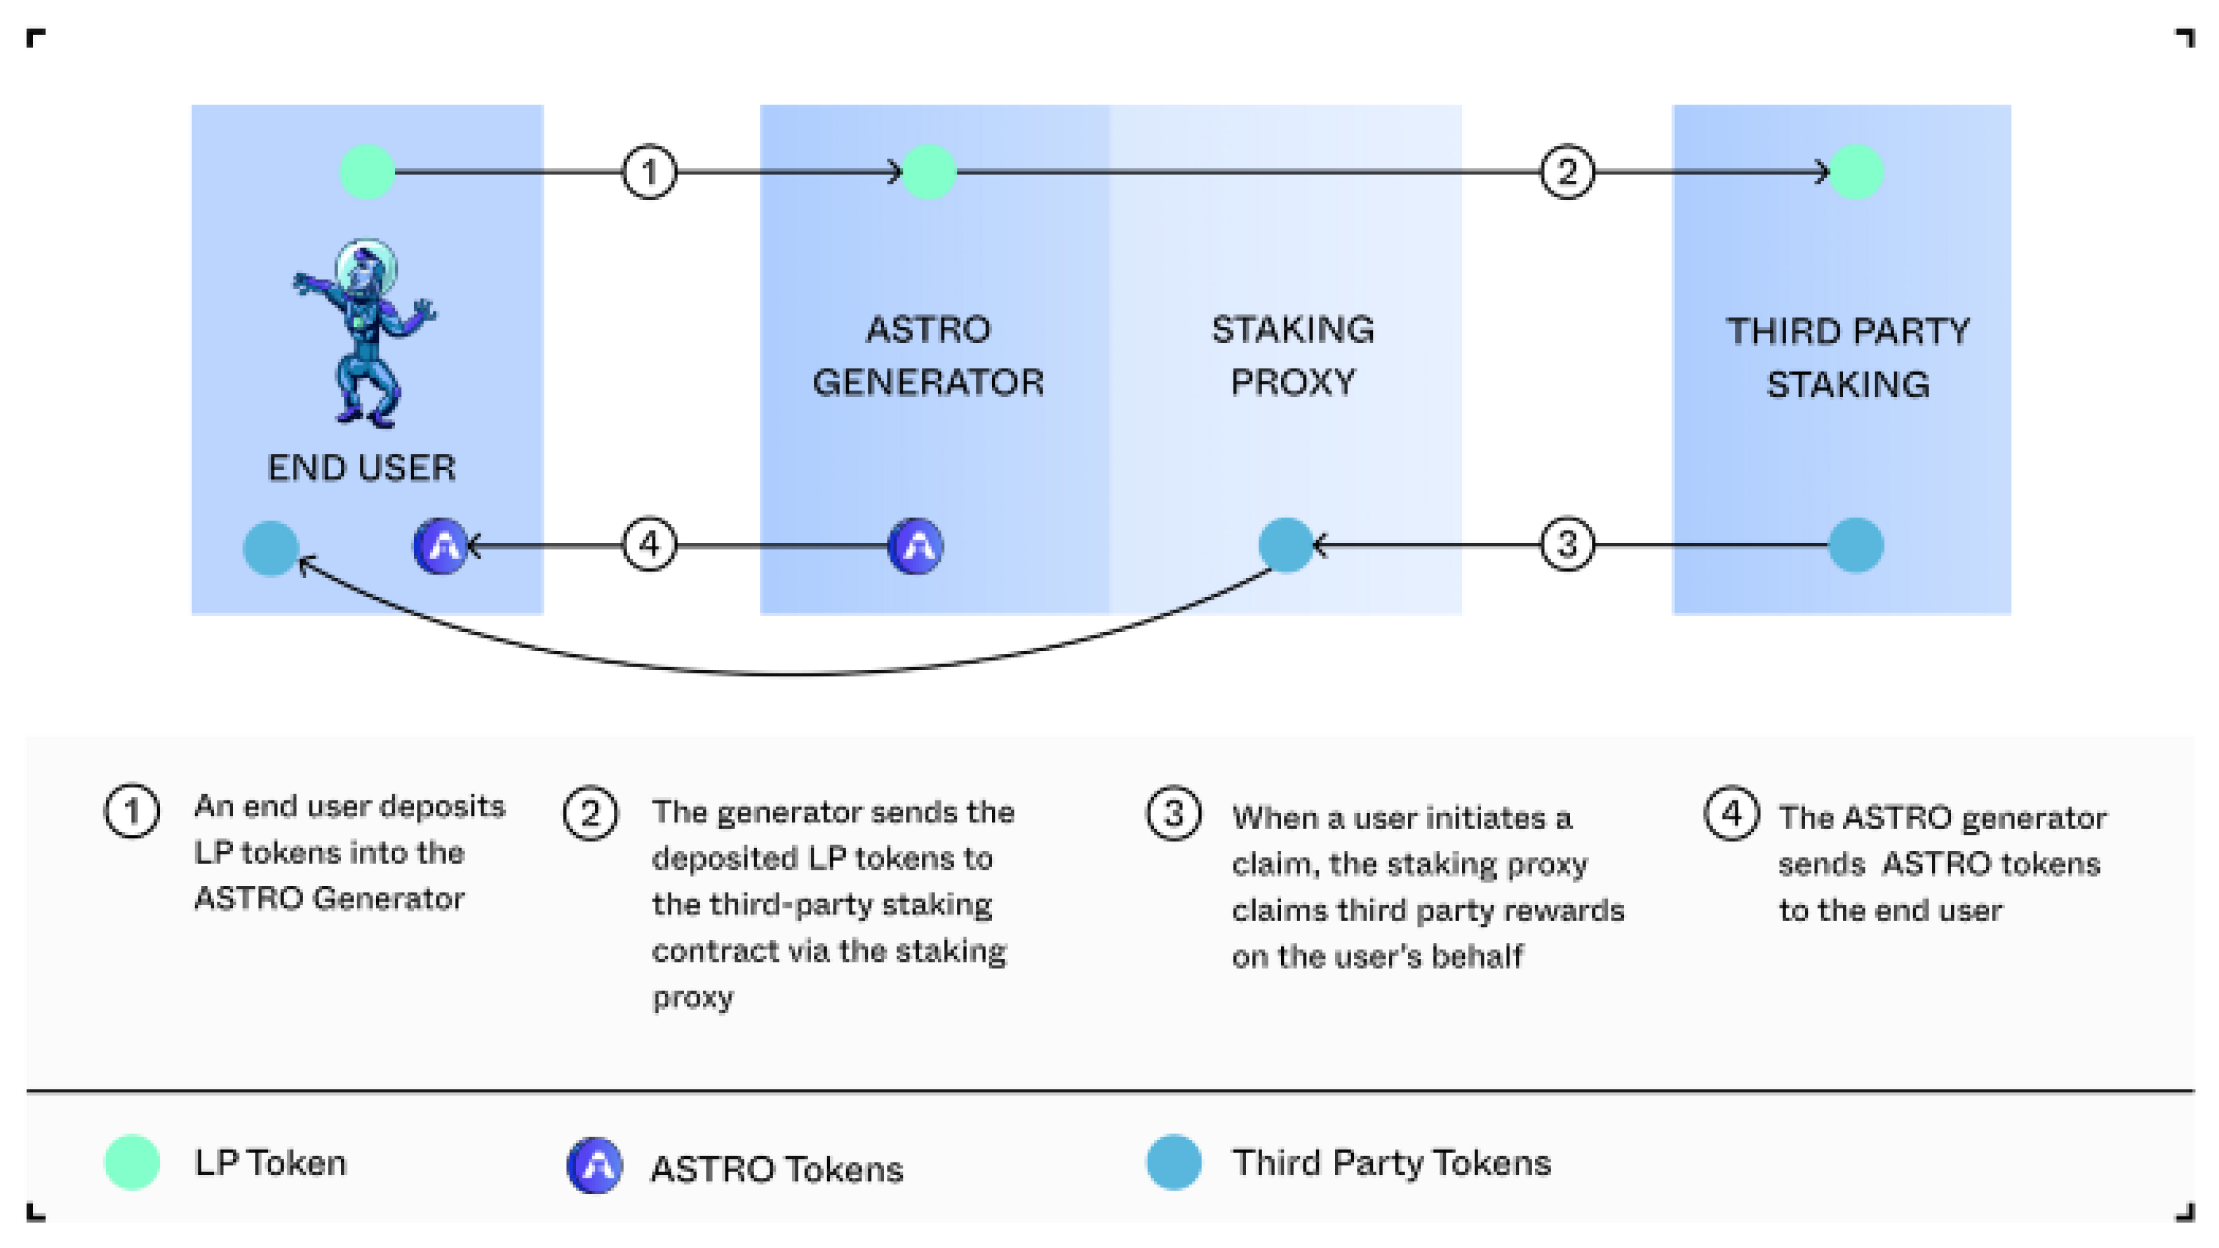 1
2
ASTRO
GENERATOR
STAKING
PROXY
THIRD PARTY
STAKING
END USER
4
3
1
An end user deposits
LP tokens into the
ASTRO Generator
2
The generator sends the
deposited LP tokens to
the third-party staking
contract via the staking
proxy
3
When a user initiates a
claim, the staking proxy
claims third party rewards
on the user's behalf
4
The ASTRO generator
sends ASTRO tokens
to the end user
LP Token
ASTRO Tokens
Third Party Tokens